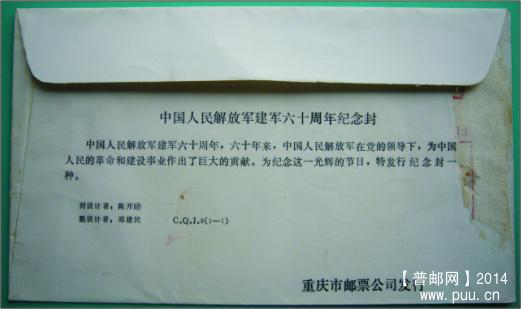 中国人民解放军建军六十周年纪念封
中国人民解放军建军六十周年，六十年来，中国人民解放军在党的领导下，为中国
人民的革命和建设事业作出了巨大的贡献。为纪念这一光辉的节日，特发行纪念封一
种。
封设计者：陈开陪
戳设计者：邓建民 C.Q.J.9(1—1)
重庆市邮票公司发行
【普邮网】2014
www.puu.cn